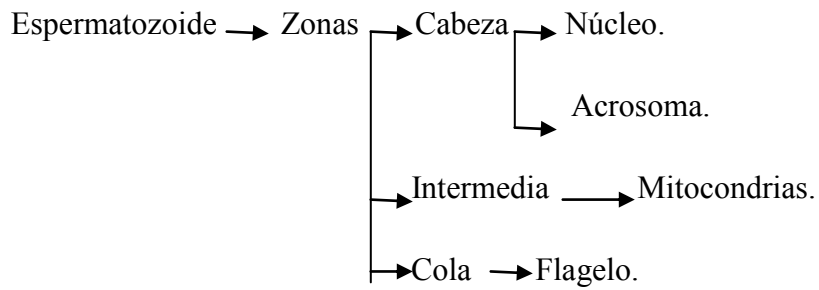 Espermatozoide Zonas Cabeza Núcleo.
Acrosoma.
Intermedia Mitocondrias.
Cola Flagelo.